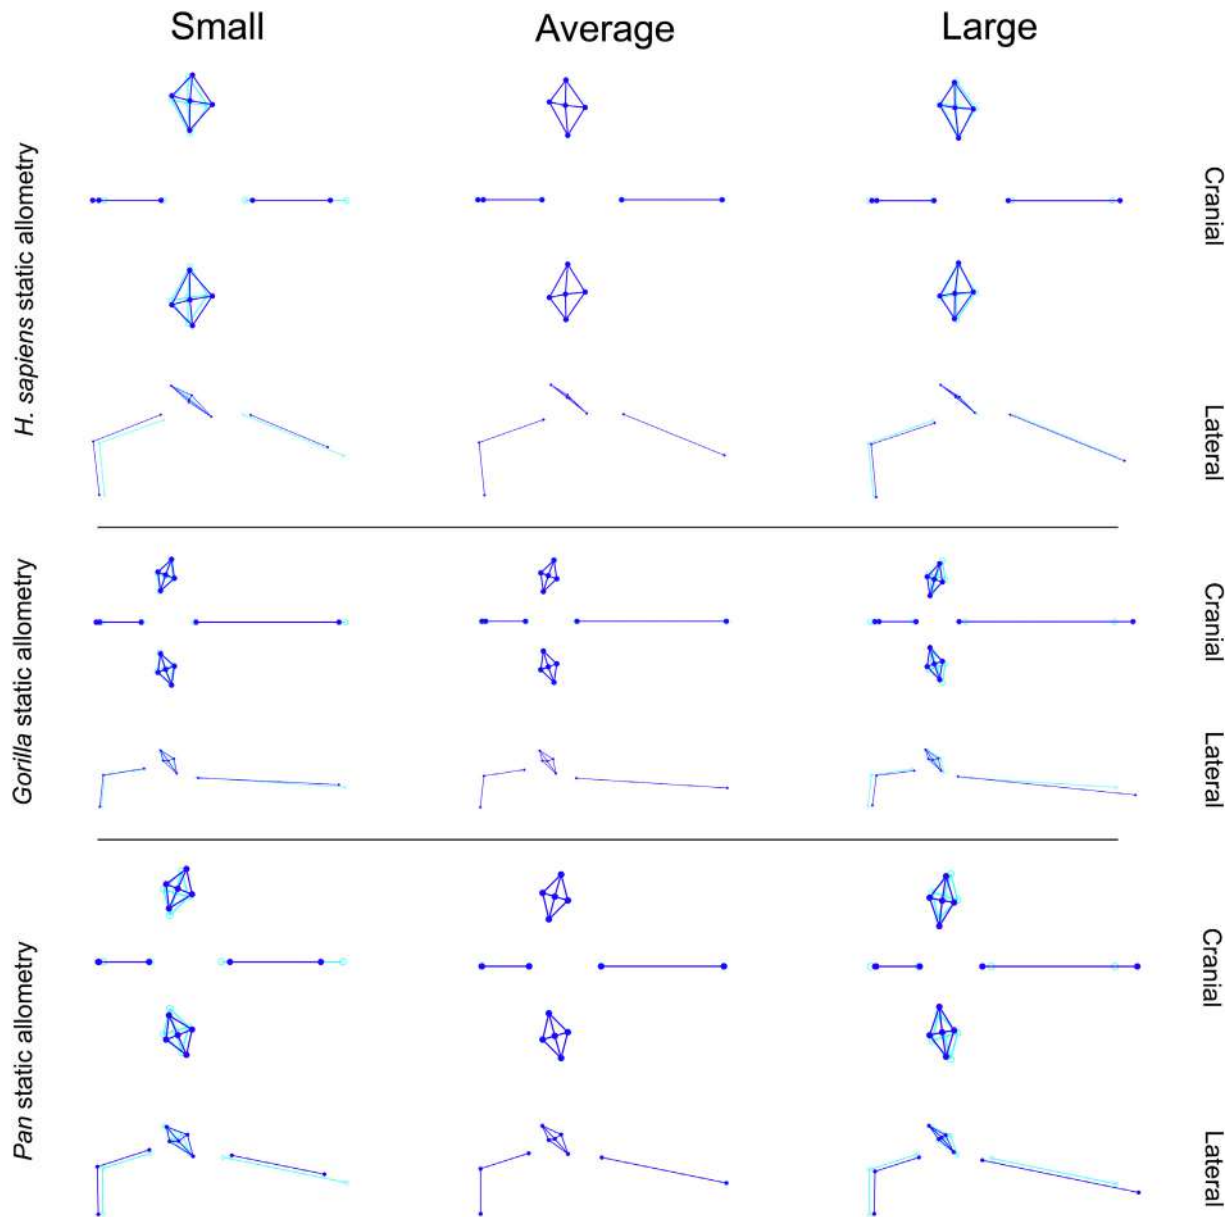 Small
Average
Large
H. sapiens static allometry
Cranial
Lateral
Gorilla static allometry
Cranial
Lateral
Pan static allometry
Cranial
Lateral